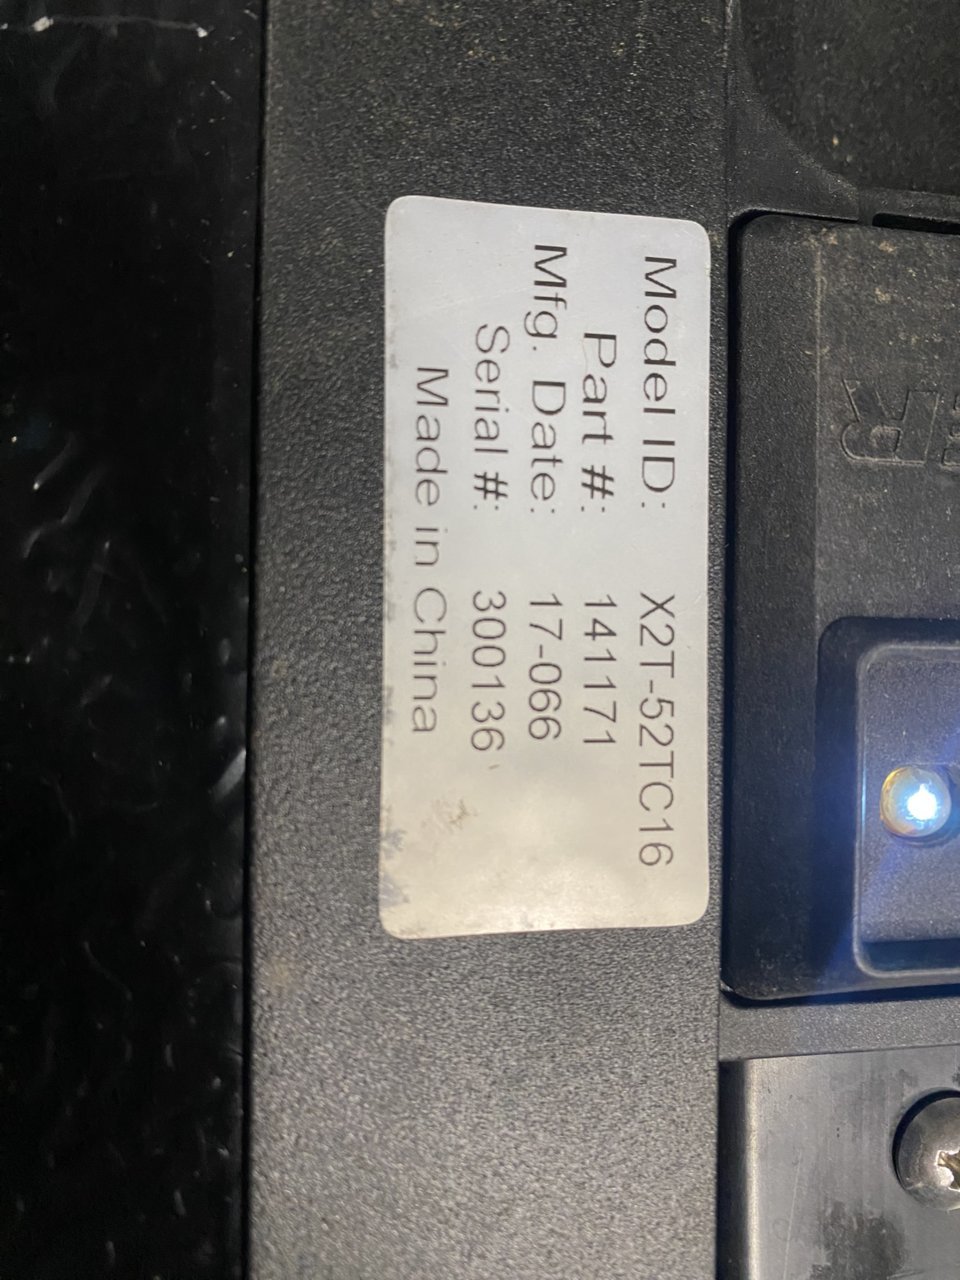 Model ID: X2T-52TC16
Part #: 141171
Mfg. Date: 17-066
Serial #: 300136
Made in China